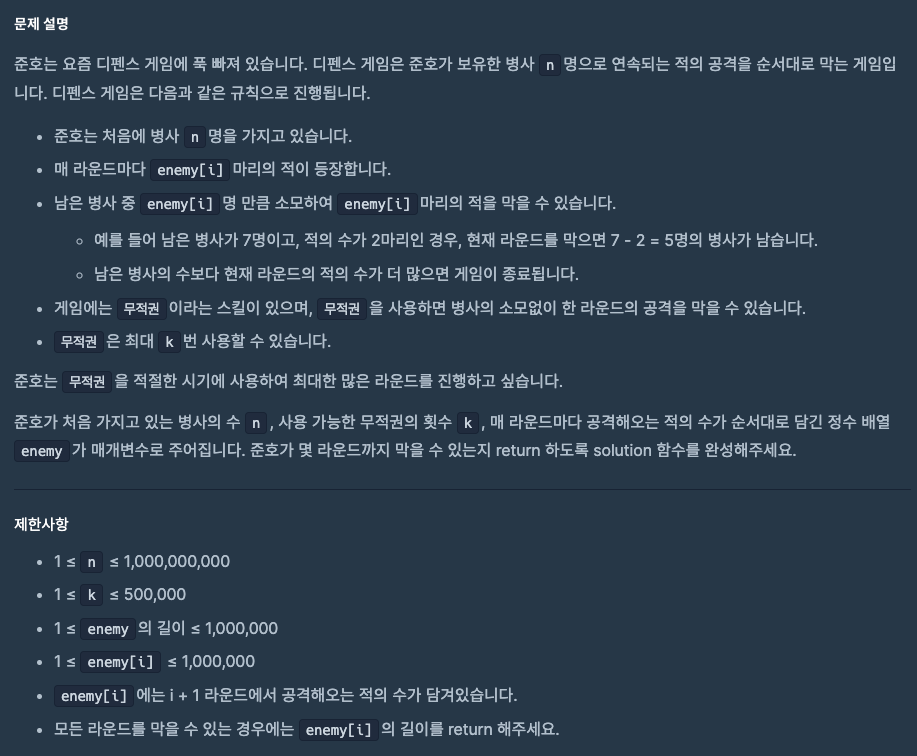 문제 설명
준호는 요즘 디펜스 게임에 푹 빠져 있습니다. 디펜스 게임은 준호가 보유한 병사 n명으로 연속되는 적의 공격을 순서대로 막는 게임입
니다. 디펜스 게임은 다음과 같은 규칙으로 진행됩니다.
• 준호는 처음에 병사 n명을 가지고 있습니다.
• 매 라운드마다 enemy[i]마리의 적이 등장합니다.
• 남은 병사 중 enemy[i]명 만큼 소모하여 enemy[i]마리의 적을 막을 수 있습니다.
◦ 예를 들어 남은 병사가 7명이고, 적의 수가 2마리인 경우, 현재 라운드를 막으면 7 - 2 = 5명의 병사가 남습니다.
◦ 남은 병사의 수보다 현재 라운드의 적의 수가 더 많으면 게임이 종료됩니다.
• 게임에는 무적권이라는 스킬이 있으며, 무적권을 사용하면 병사의 소모없이 한 라운드의 공격을 막을 수 있습니다.
• 무적권은 최대 k번 사용할 수 있습니다.
준호는 무적권을 적절한 시기에 사용하여 최대한 많은 라운드를 진행하고 싶습니다.
준호가 처음 가지고 있는 병사의 수 n, 사용 가능한 무적권의 횟수 k, 매 라운드마다 공격해오는 적의 수가 순서대로 담긴 정수 배열
enemy가 매개변수로 주어집니다. 준호가 몇 라운드까지 막을 수 있는지 return 하도록 solution 함수를 완성해주세요.
제한사항
• 1 ≤ n ≤ 1,000,000,000
• 1 ≤ k ≤ 500,000
• 1 ≤ enemy의 길이 ≤ 1,000,000
• 1 ≤ enemy[i] ≤ 1,000,000
• enemy[i]에는 i + 1 라운드에서 공격해오는 적의 수가 담겨있습니다.
• 모든 라운드를 막을 수 있는 경우에는 enemy[i]의 길이를 return 해주세요.